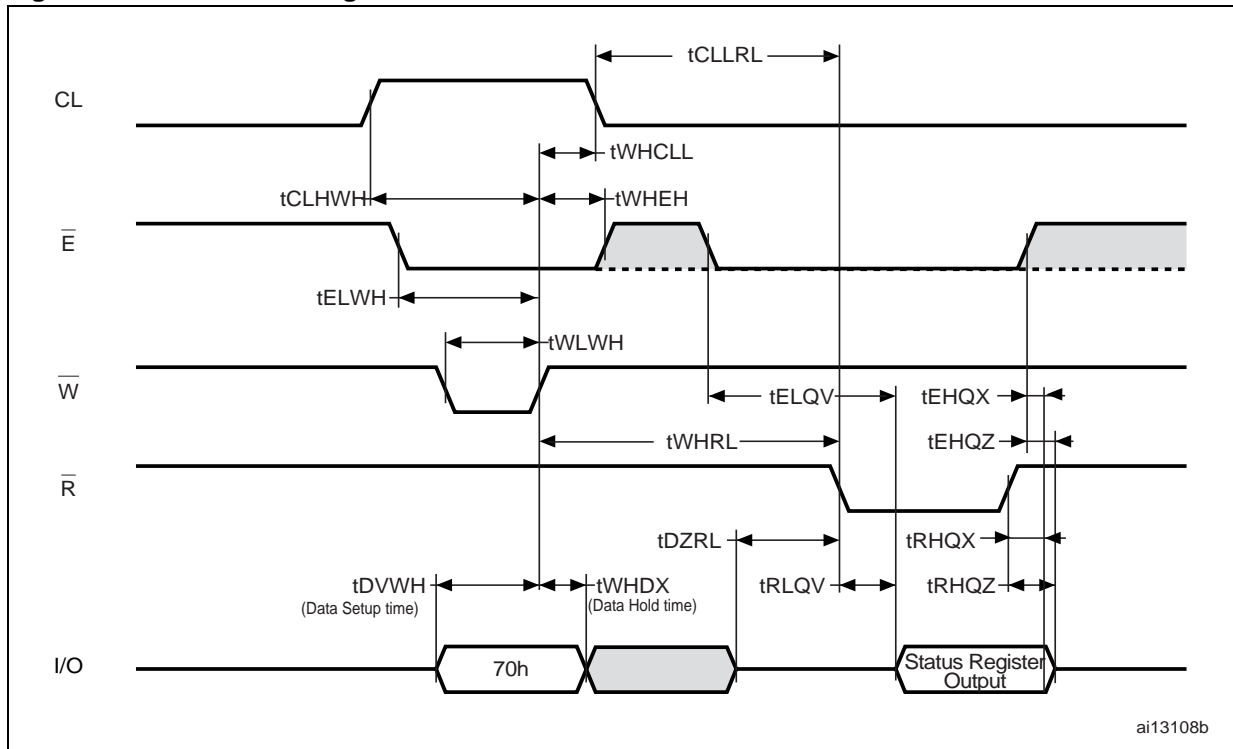 tCLLRL
CL
tWHCLL
tCLHWH
tWHEH
E
tELWH
tWLWH
W
tELQV
tEHQX
tWHRL
tEHQZ
R
tDZRL
tRHQX
tDVWH
(Data Setup time)
tWHDX
(Data Hold time)
tRLQV
tRHQZ
I/O
70h
Status Register
Output
ai13108b